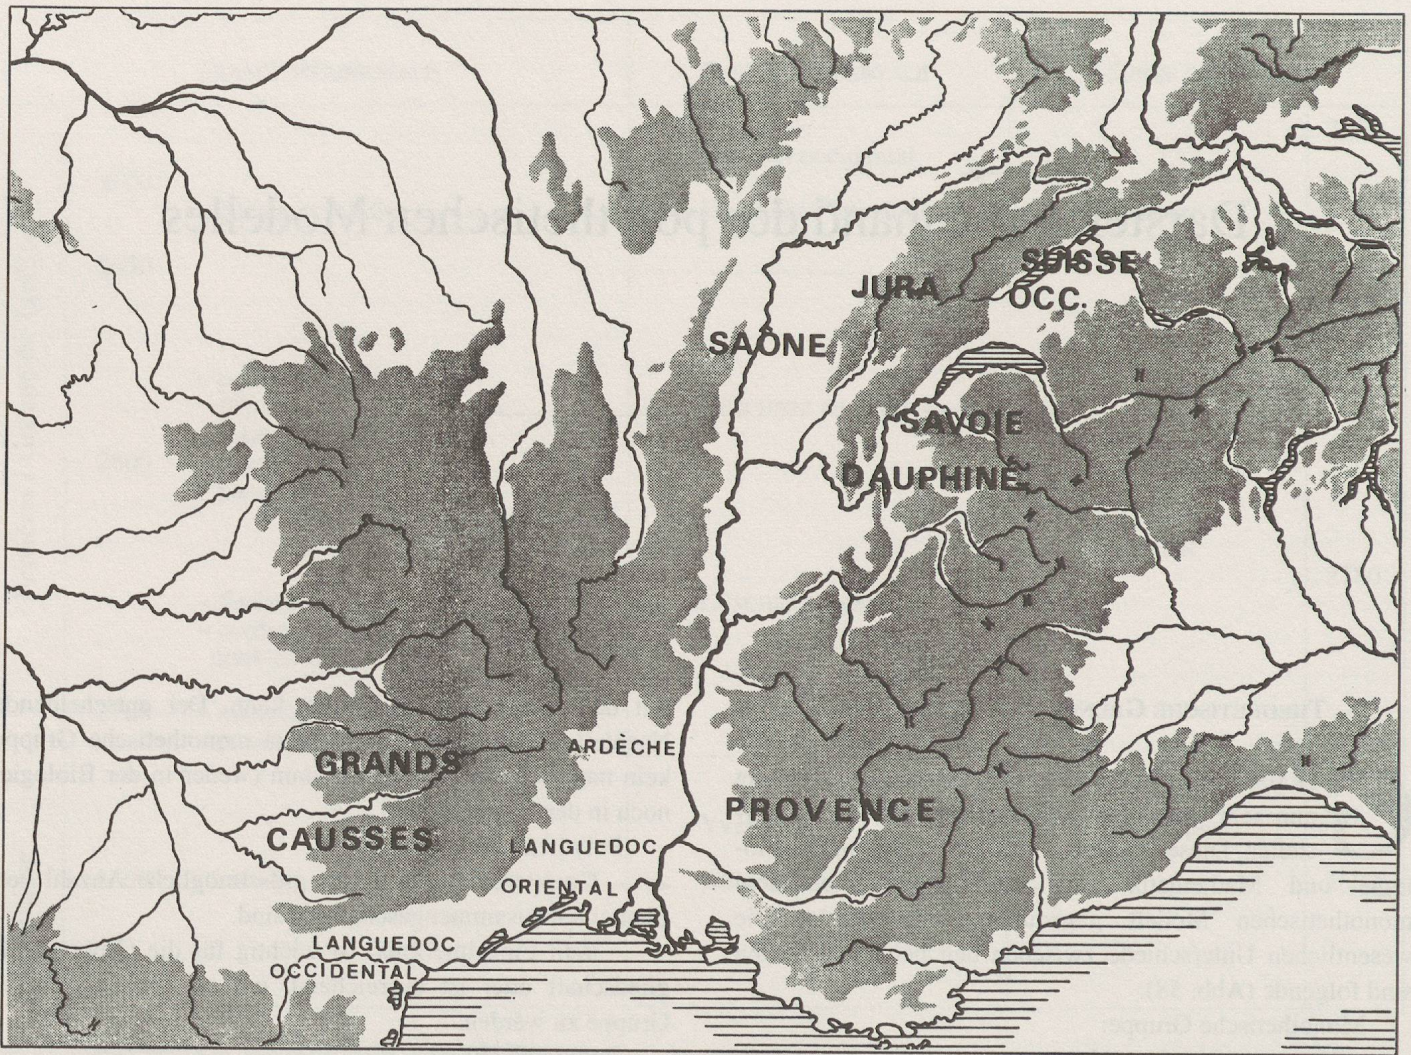 SUISSE
OCC.
JURA
SAÔNE
SAVOIE
DAUPHINÉ
ARDÈCHE
GRANDS
CAUSSES
PROVENCE
LANGUEDOC
ORIENTAL
LANGUEDOC
OCCIDENTAL